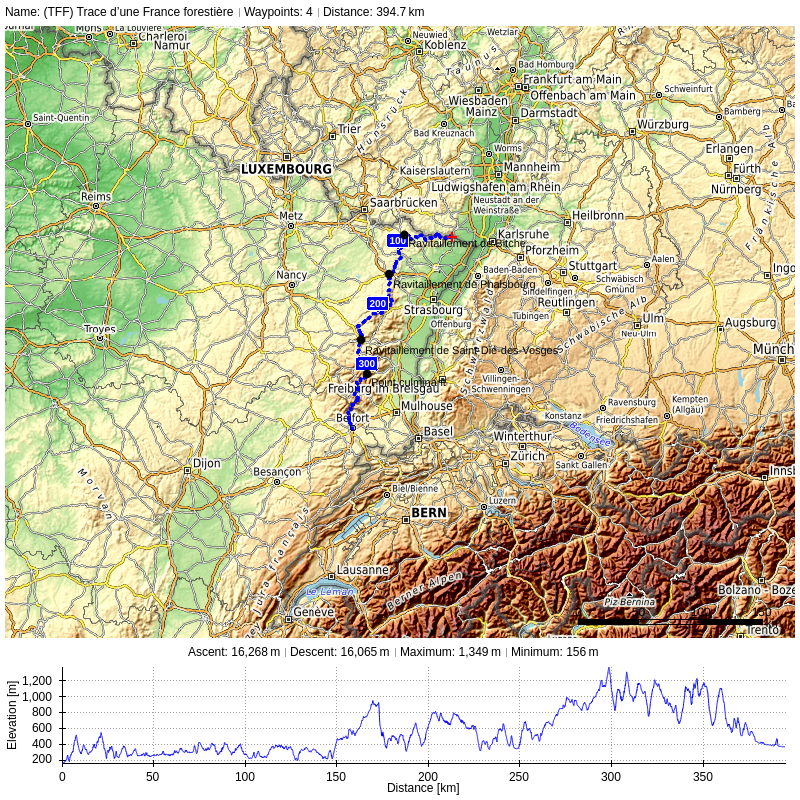 Name: (TFF) Trace d'une France forestière | Waypoints: 4 | Distance: 394.7 km
Mons
La Louvière
Charleroi
Namur
Neuwied
Koblenz
Wetzlar
Taunus
Bad Homburg
Frankfurt am Main
Offenbach am Main
Schweinfurt
Saint-Quentin
Wiesbaden
Mainz
Darmstadt
Bamberg
Hunsrück
Trier
Bad Kreuznach
Würzburg
Worms
Erlangen
Fürth
Nürnberg
Fränkische Alb
LUXEMBOURG
Kaiserslautern
Mannheim
Ludwigshafen am Rhein
Reims
Saarbrücken
Neustadt an der
Weinstraße
Metz
Heilbronn
100
Ravitaillement de Bitche
Karlsruhe
Pforzheim
Nancy
Ravitaillement de Phalsbourg
Baden-Baden
Stuttgart
Aalen
Sindelfingen
Schwäbisch
Gmünd
Reutlingen
200
Strasbourg
Offenburg
Tübingen
Schwäbische Alb
Ulm
Neu-Ulm
Augsburg
Troyes
Ravitaillement de Saint-Dié-des-Vosges
Schwarzwald
300
Point culminant
Freiburg im Breisgau
Villingen-
Schwenningen
Ravensburg
Kempten
(Allgäu)
Mulhouse
Belfort
Konstanz
Friedrichshafen
Bodensee
Basel
Winterthur
Zürich
Sankt Gallen
Dijon
Besançon
Morvan
Biel/Bienne
BERN
Luzern
Lausanne
Le Léman
Berner Alpen
Piz Bernina
Genève
Trento
Ascent: 16,268 m | Descent: 16,065 m | Maximum: 1,349 m | Minimum: 156 m
Elevation [m]
1,200
1,000
800
600
400
200
0 50 100 150 200 250 300 350
Distance [km]